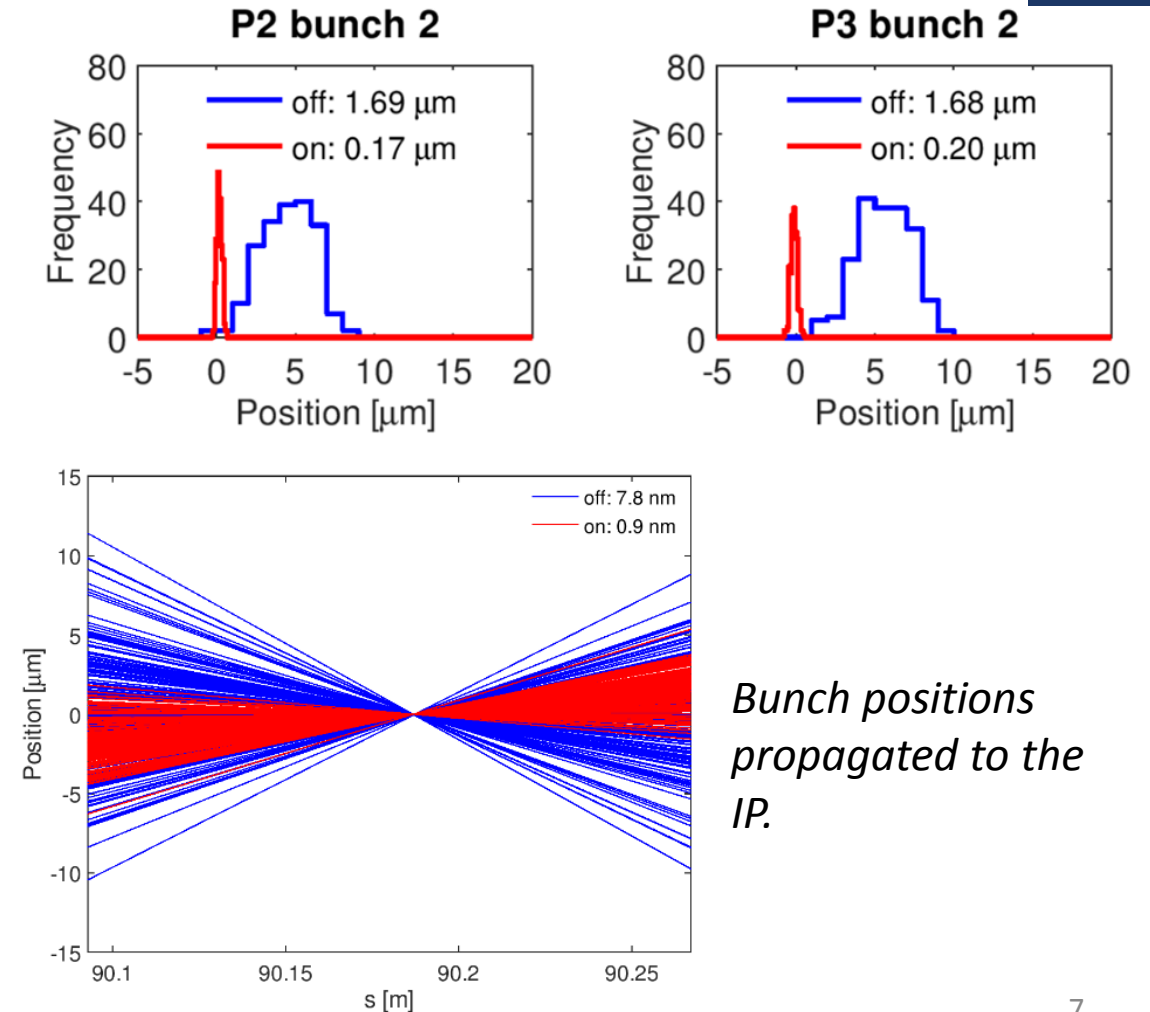 P2 bunch 2
80
60
40
20
0
Frequency
off: 1.69 μm
on: 0.17 μm
-5 0 5 10 15 20
Position [μm]
P3 bunch 2
80
60
40
20
0
Frequency
off: 1.68 μm
on: 0.20 μm
-5 0 5 10 15 20
Position [μm]
15
10
5
0
-5
-10
-15
Position [μm]
off: 7.8 nm
on: 0.9 nm
90.1 90.15 90.2 90.25
s [m]
Bunch positions
propagated to the
IP.
7